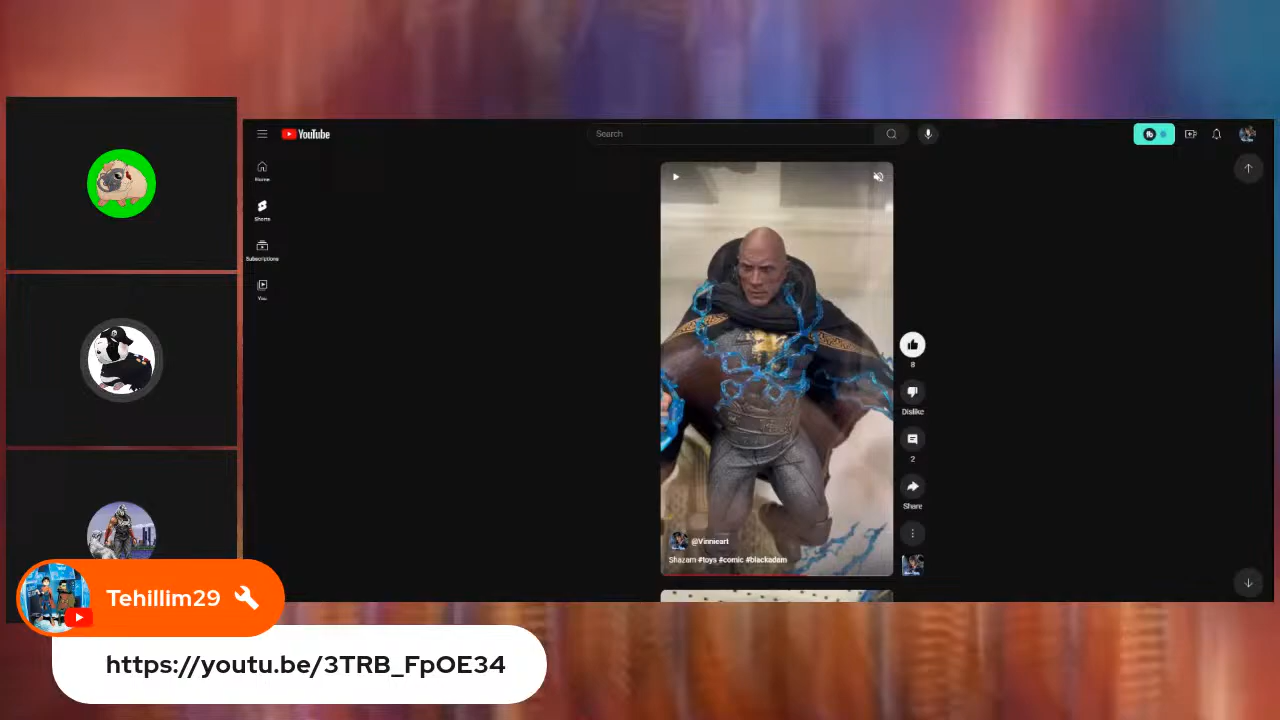 YouTube
Search
Home
Shorts
Subscriptions
You
8
Dislike
2
Share
@Vinnieart
Shazam #toys #comic #blackadam
Tehillim29
https://youtu.be/3TRB_FpOE34